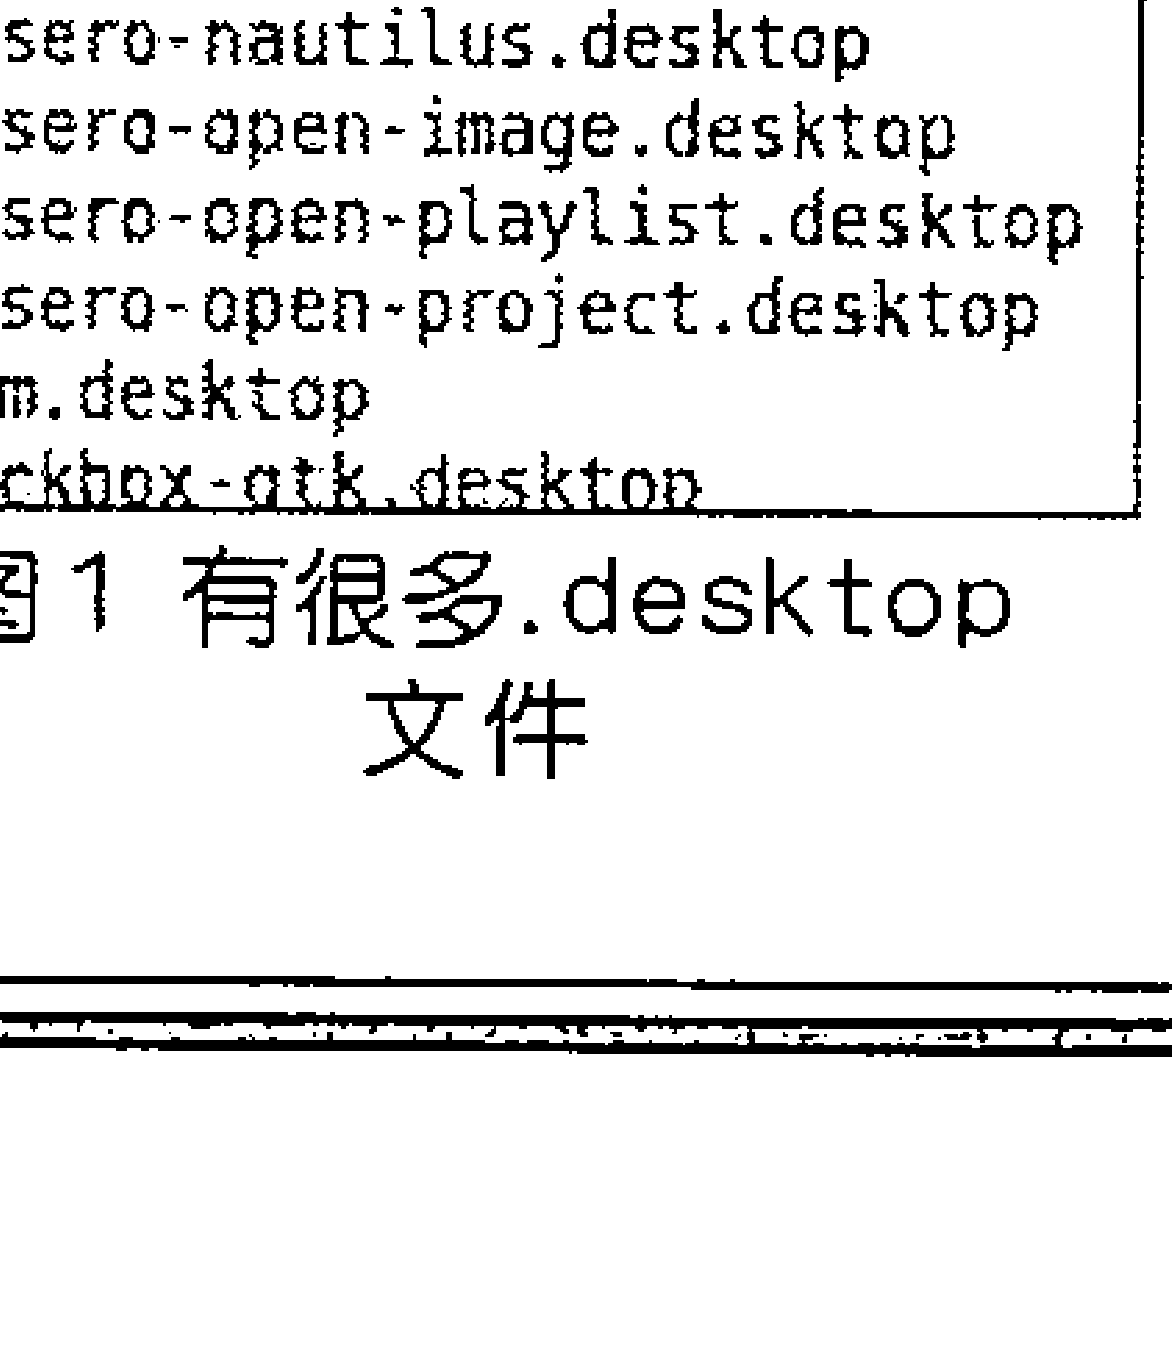 sero-nautilus.desktop
sero-open-image.desktop
sero-open-playlist.desktop
sero-open-project.desktop
m.desktop
ckbox-gtk.desktop
图1 有很多.desktop
文件